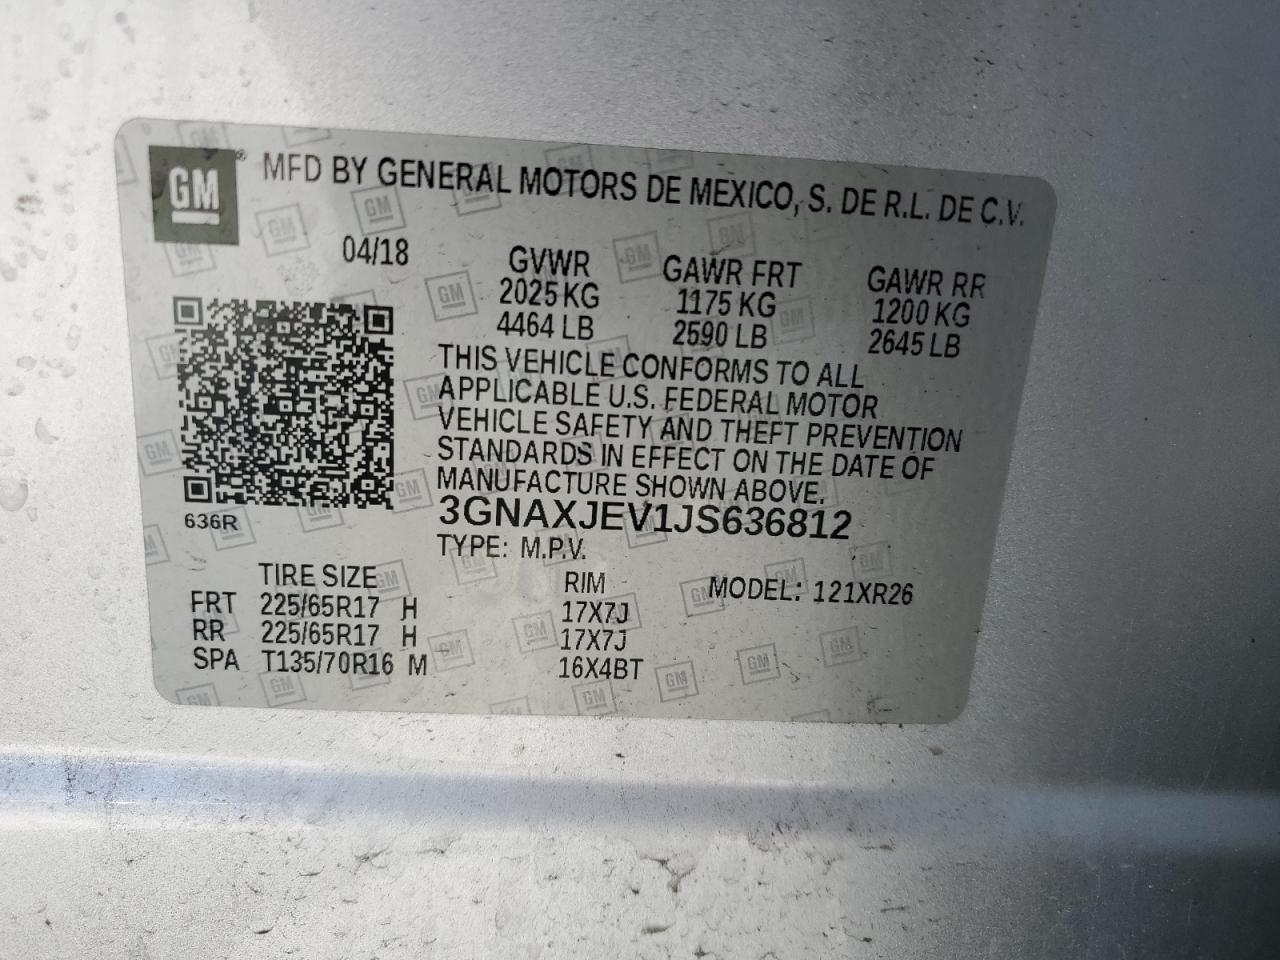 GM ® MFD BY GENERAL MOTORS DE MEXICO, S. DE R.L. DE C.V.
04/18
GVWR GAWR FRT GAWR RR
2025 KG 1175 KG 1200 KG
4464 LB 2590 LB 2645 LB
THIS VEHICLE CONFORMS TO ALL
APPLICABLE U.S. FEDERAL MOTOR
VEHICLE SAFETY AND THEFT PREVENTION
STANDARDS IN EFFECT ON THE DATE OF
MANUFACTURE SHOWN ABOVE.
636R
3GNAXJEV1JS636812
TYPE: M.P.V.
TIRE SIZE RIM MODEL: 121XR26
FRT 225/65R17 H 17X7J
RR 225/65R17 H 17X7J
SPA T135/70R16 M 16X4BT